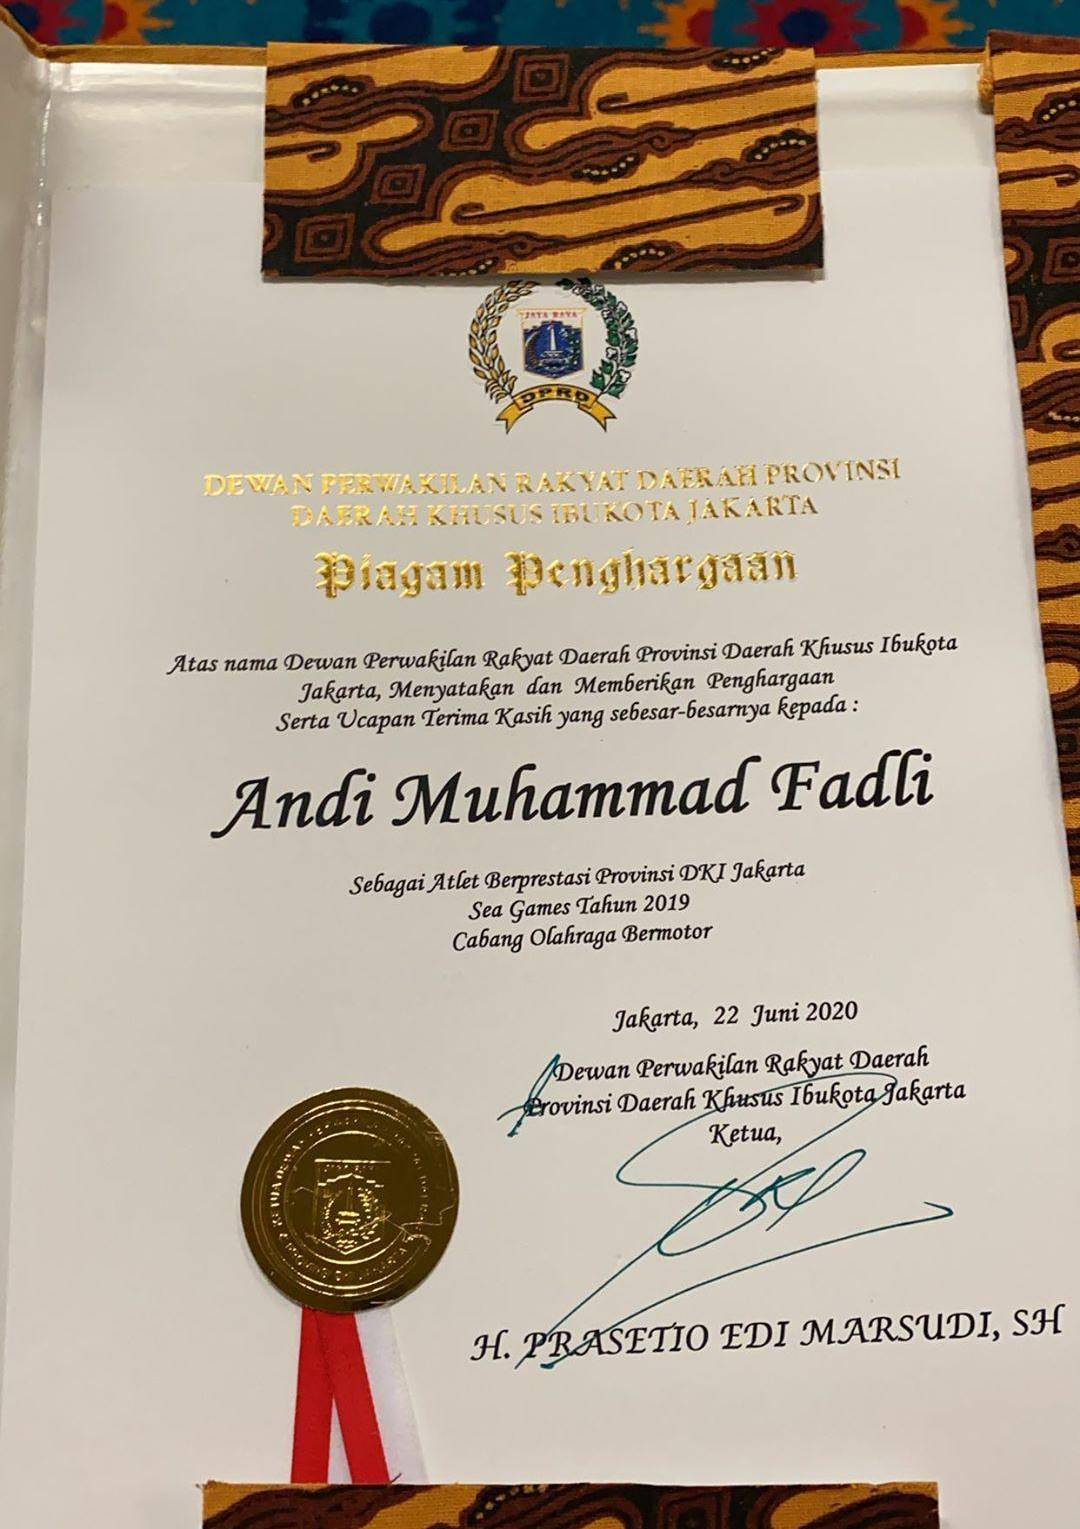 JAYA RAYA
DPRD
DEWAN PERWAKILAN RAKYAT DAERAH PROVINSI
DAERAH KHUSUS IBUKOTA JAKARTA
Piagam Penghargaan
Atas nama Dewan Perwakilan Rakyat Daerah Provinsi Daerah Khusus Ibukota
Jakarta, Menyatakan dan Memberikan Penghargaan
Serta Ucapan Terima Kasih yang sebesar-besarnya kepada :
Andi Muhammad Fadli
Sebagai Atlet Berprestasi Provinsi DKI Jakarta
Sea Games Tahun 2019
Cabang Olahraga Bermotor
Jakarta, 22 Juni 2020
Dewan Perwakilan Rakyat Daerah
Provinsi Daerah Khusus Ibukota Jakarta
Ketua,
JAYA RAYA
H. PRASETIO EDI MARSUDI, SH